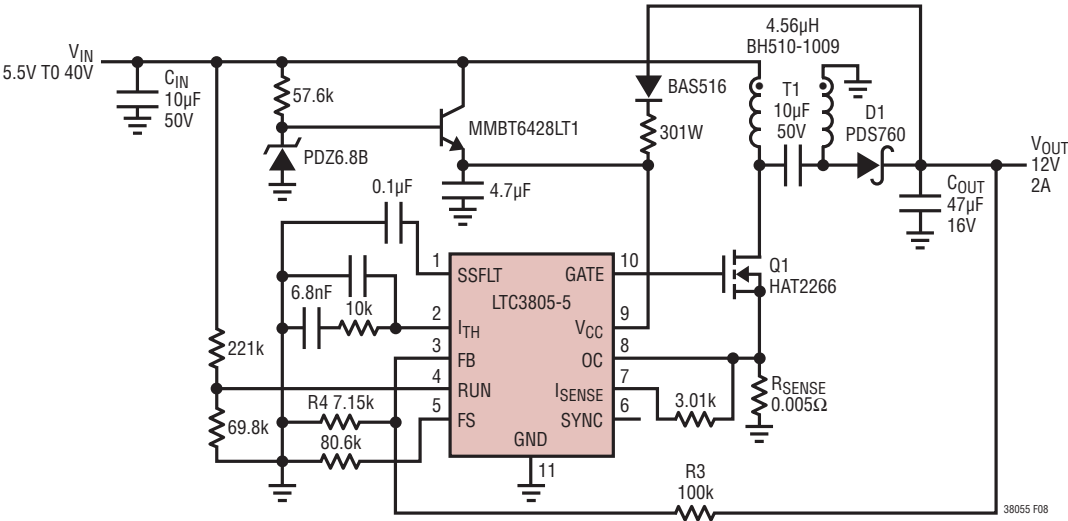 VIN
5.5V TO 40V
CIN
10µF
50V
57.6k
PDZ6.8B
MMBT6428LT1
4.7µF
0.1µF
BAS516
301W
4.56µH
BH510-1009
T1
10µF
50V
D1
PDS760
VOUT
12V
2A
COUT
47µF
16V
Q1
HAT2266
RSENSE
0.005Ω
3.01k
6.8nF
10k
221k
69.8k
R4 7.15k
80.6k
R3
100k
LTC3805-5
1
SSFLT
2
ITH
3
FB
4
RUN
5
FS
GND
11
10
GATE
9
VCC
8
OC
7
ISENSE
6
SYNC
38055 F08